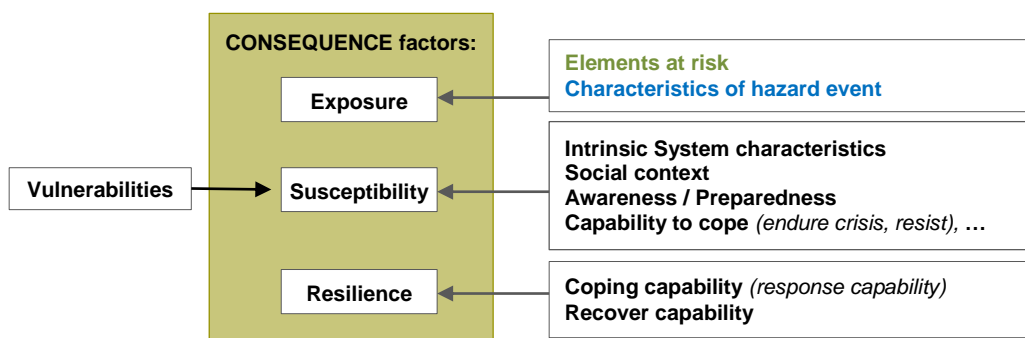 CONSEQUENCE factors:
Exposure
Elements at risk
Characteristics of hazard event
Vulnerabilities
Susceptibility
Intrinsic System characteristics
Social context
Awareness / Preparedness
Capability to cope (endure crisis, resist), …
Resilience
Coping capability (response capability)
Recover capability